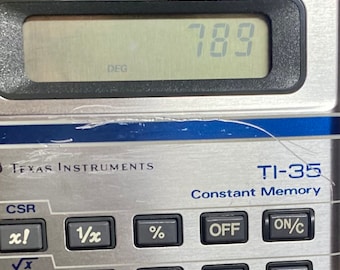 789
DEG
TEXAS INSTRUMENTS
TI-35
Constant Memory
CSR
x! 1/x % OFF ON/C
√x